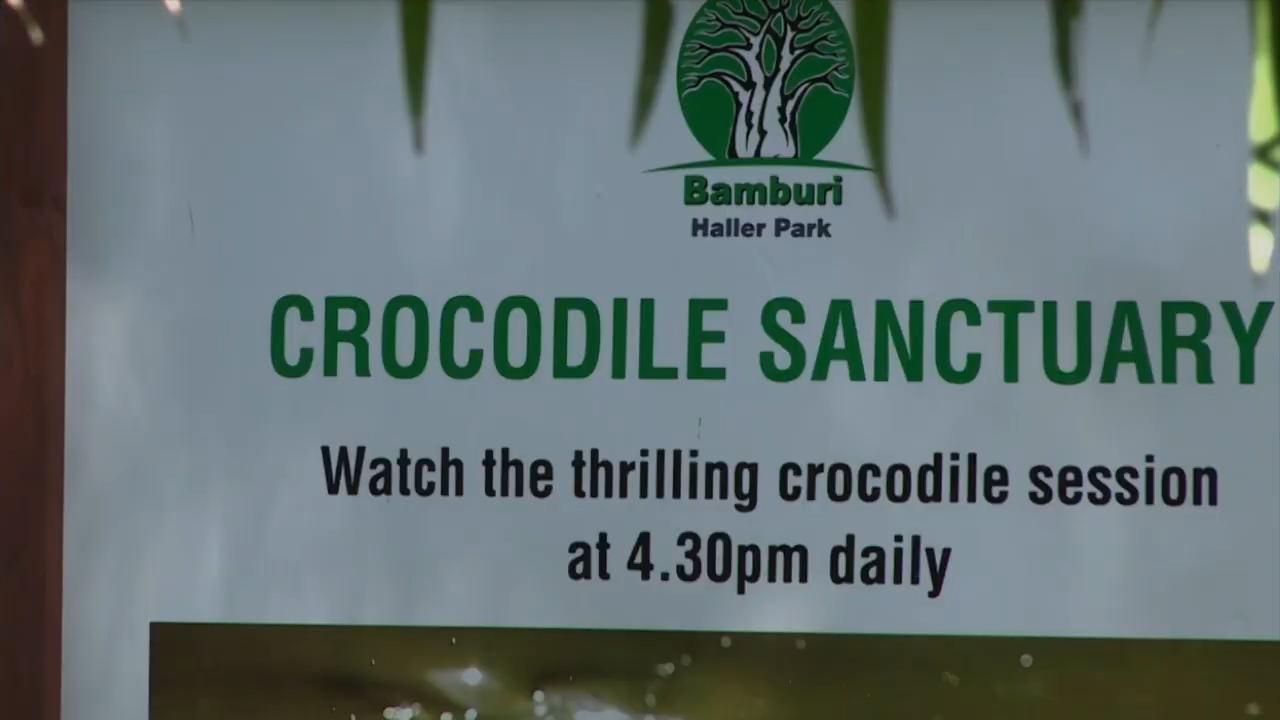 Bamburi
Haller Park
CROCODILE SANCTUARY
Watch the thrilling crocodile session
at 4.30pm daily